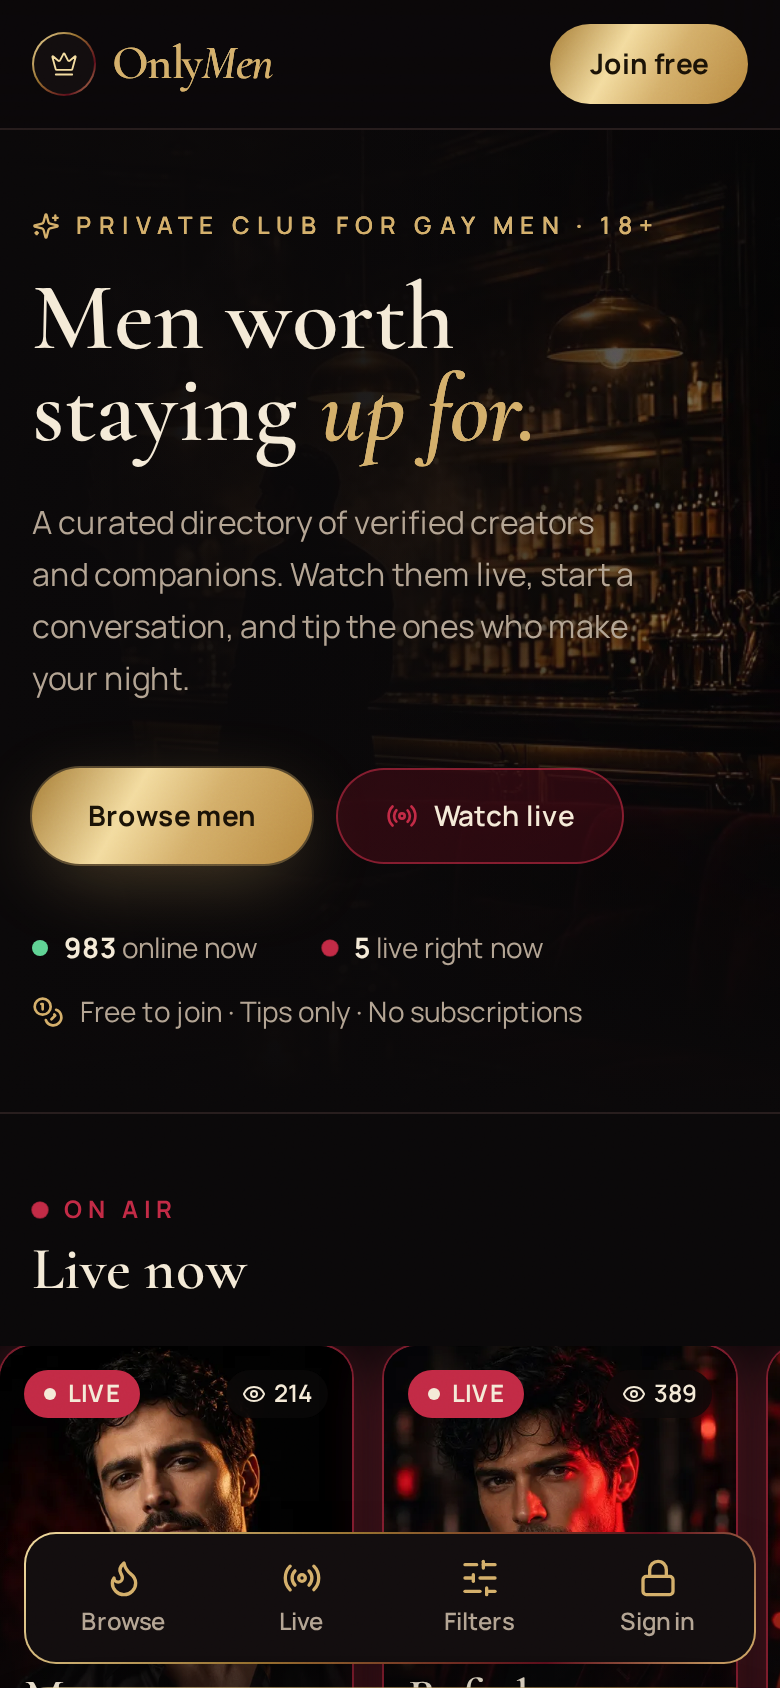 OnlyMen
Join free
PRIVATE CLUB FOR GAY MEN · 18+
Men worth
staying up for.
A curated directory of verified creators
and companions. Watch them live, start a
conversation, and tip the ones who make
your night.
Browse men
Watch live
983 online now
5 live right now
Free to join · Tips only · No subscriptions
ON AIR
Live now
LIVE
214
LIVE
389
Browse
Live
Filters
Sign in